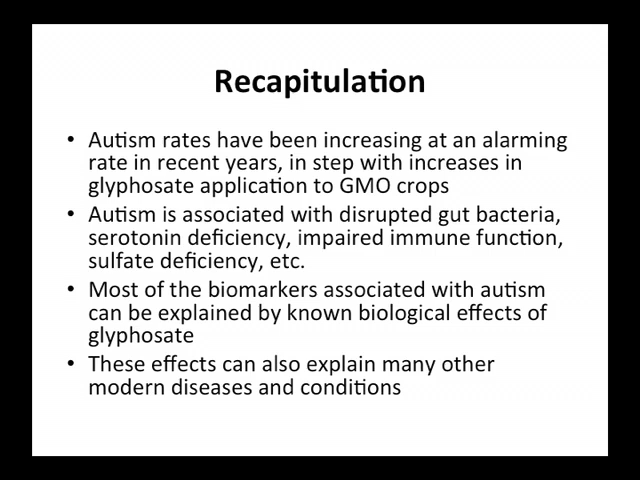 Recapitulation
• Autism rates have been increasing at an alarming
rate in recent years, in step with increases in
glyphosate application to GMO crops
• Autism is associated with disrupted gut bacteria,
serotonin deficiency, impaired immune function,
sulfate deficiency, etc.
• Most of the biomarkers associated with autism
can be explained by known biological effects of
glyphosate
• These effects can also explain many other
modern diseases and conditions